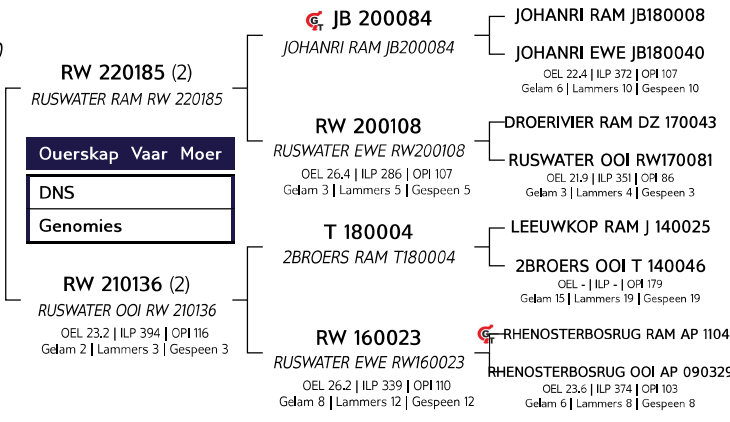 )
RW 220185 (2)
RUSWATER RAM RW 220185
Ouerskap Vaar Moer
DNS
Genomies
RW 210136 (2)
RUSWATER OOI RW 210136
OEL 23.2 | ILP 394 | OPI 116
Gelam 2 | Lammers 3 | Gespeen 3
GT JB 200084
JOHANRI RAM JB200084
RW 200108
RUSWATER EWE RW200108
OEL 26.4 | ILP 286 | OPI 107
Gelam 3 | Lammers 5 | Gespeen 5
T 180004
2BROERS RAM T180004
RW 160023
RUSWATER EWE RW160023
OEL 26.2 | ILP 339 | OPI 110
Gelam 8 | Lammers 12 | Gespeen 12
JOHANRI RAM JB180008
JOHANRI EWE JB180040
OEL 22.4 | ILP 372 | OPI 107
Gelam 6 | Lammers 10 | Gespeen 10
DROERIVIER RAM DZ 170043
RUSWATER OOI RW170081
OEL 21.9 | ILP 351 | OPI 86
Gelam 3 | Lammers 4 | Gespeen 3
LEEUWKOP RAM J 140025
2BROERS OOI T 140046
OEL - | ILP - | OPI 179
Gelam 15 | Lammers 19 | Gespeen 19
GT RHENOSTERBOSRUG RAM AP 1104
RHENOSTERBOSRUG OOI AP 090329
OEL 23.6 | ILP 374 | OPI 103
Gelam 6 | Lammers 8 | Gespeen 8